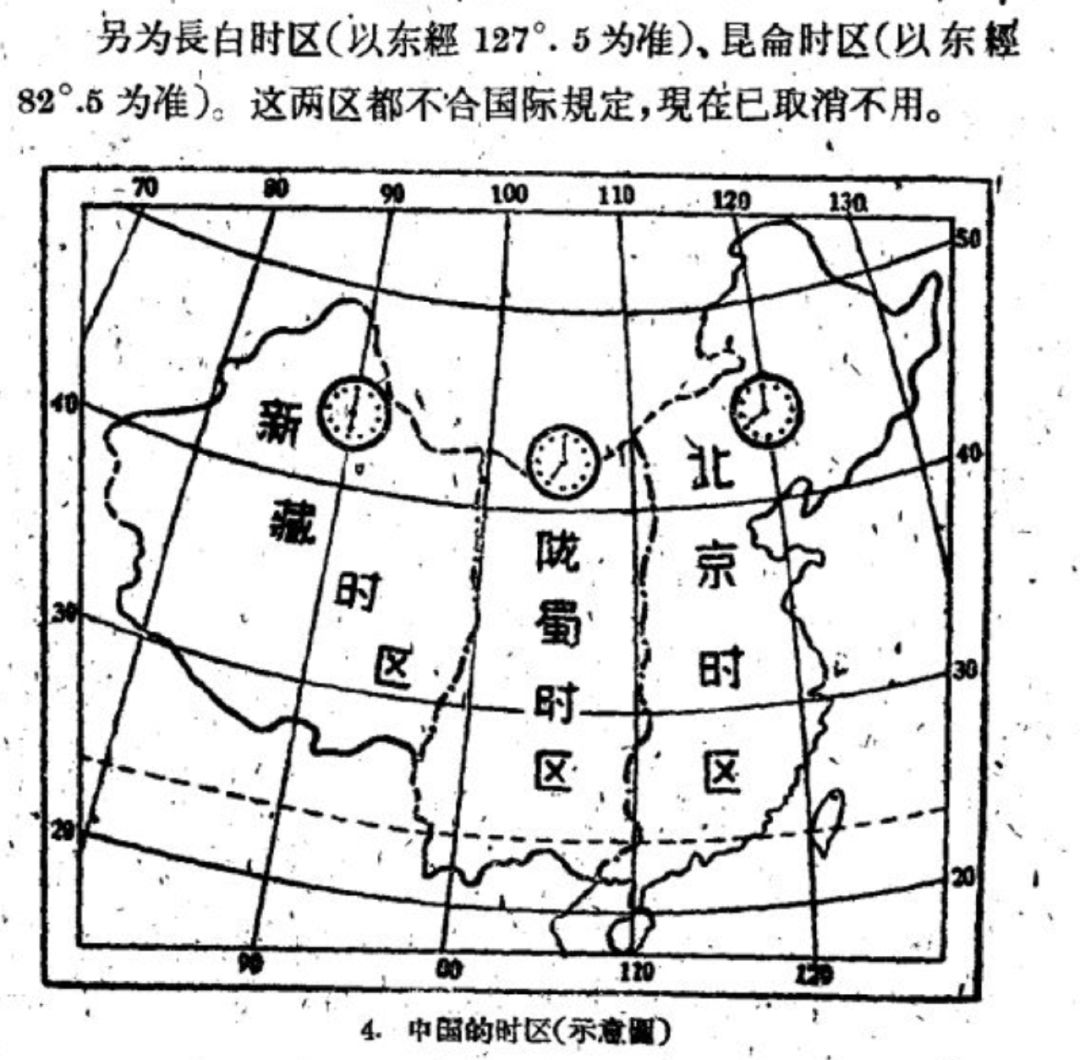 另为長白时区(以东經 127°.5为准)、昆侖时区(以东經
82°.5为准)。这两区都不合国际規定,現在已取消不用。
70 80 90 100 110 120 130
50
40 40
30 30
20 20
新藏时区
陇蜀时区
北京时区
90 00 110 120
4. 中国的时区(示意圖)